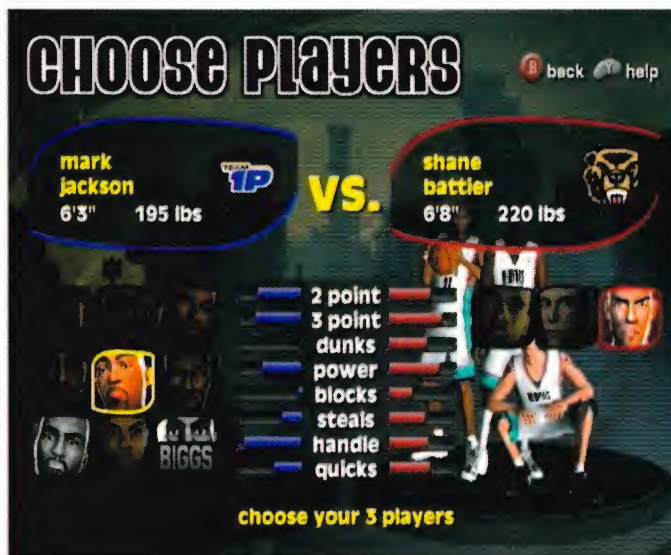 CHOOSE PLAYERS
B back Y help
mark
jackson
6'3" 195 lbs
TEAM
1P
VS.
shane
battier
6'8" 220 lbs
2 point
3 point
dunks
power
blocks
steals
handle
quicks
BIGGS
choose your 3 players